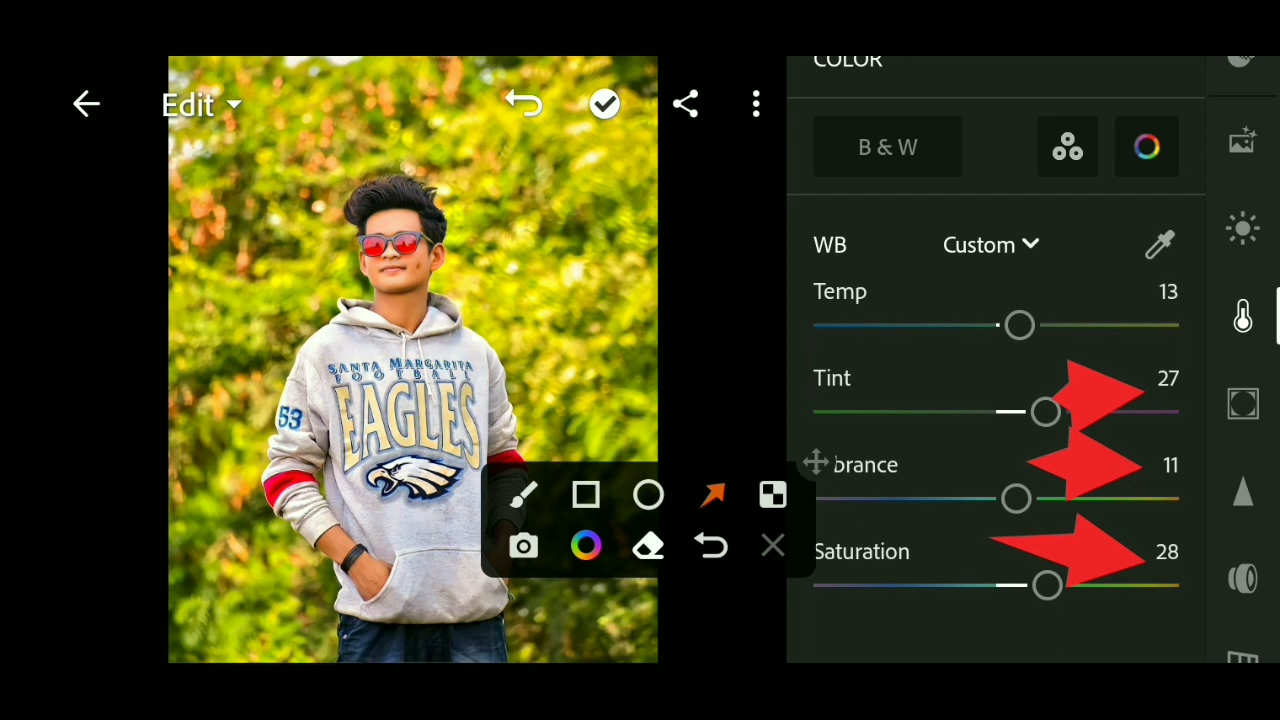 COLOR
Edit
B & W
WB Custom
Temp 13
Tint 27
brance 11
Saturation 28
SANTA MARGARITA
FOOTBALL
EAGLES
53